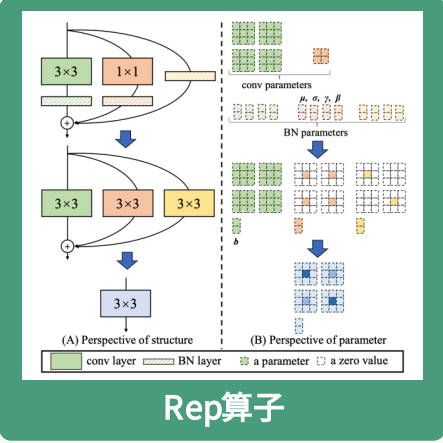 3×3
1×1
3×3
3×3
3×3
3×3
(A) Perspective of structure
conv parameters
μ, σ, γ, β
BN parameters
b
(B) Perspective of parameter
conv layer
BN layer
a parameter
a zero value
Rep算子